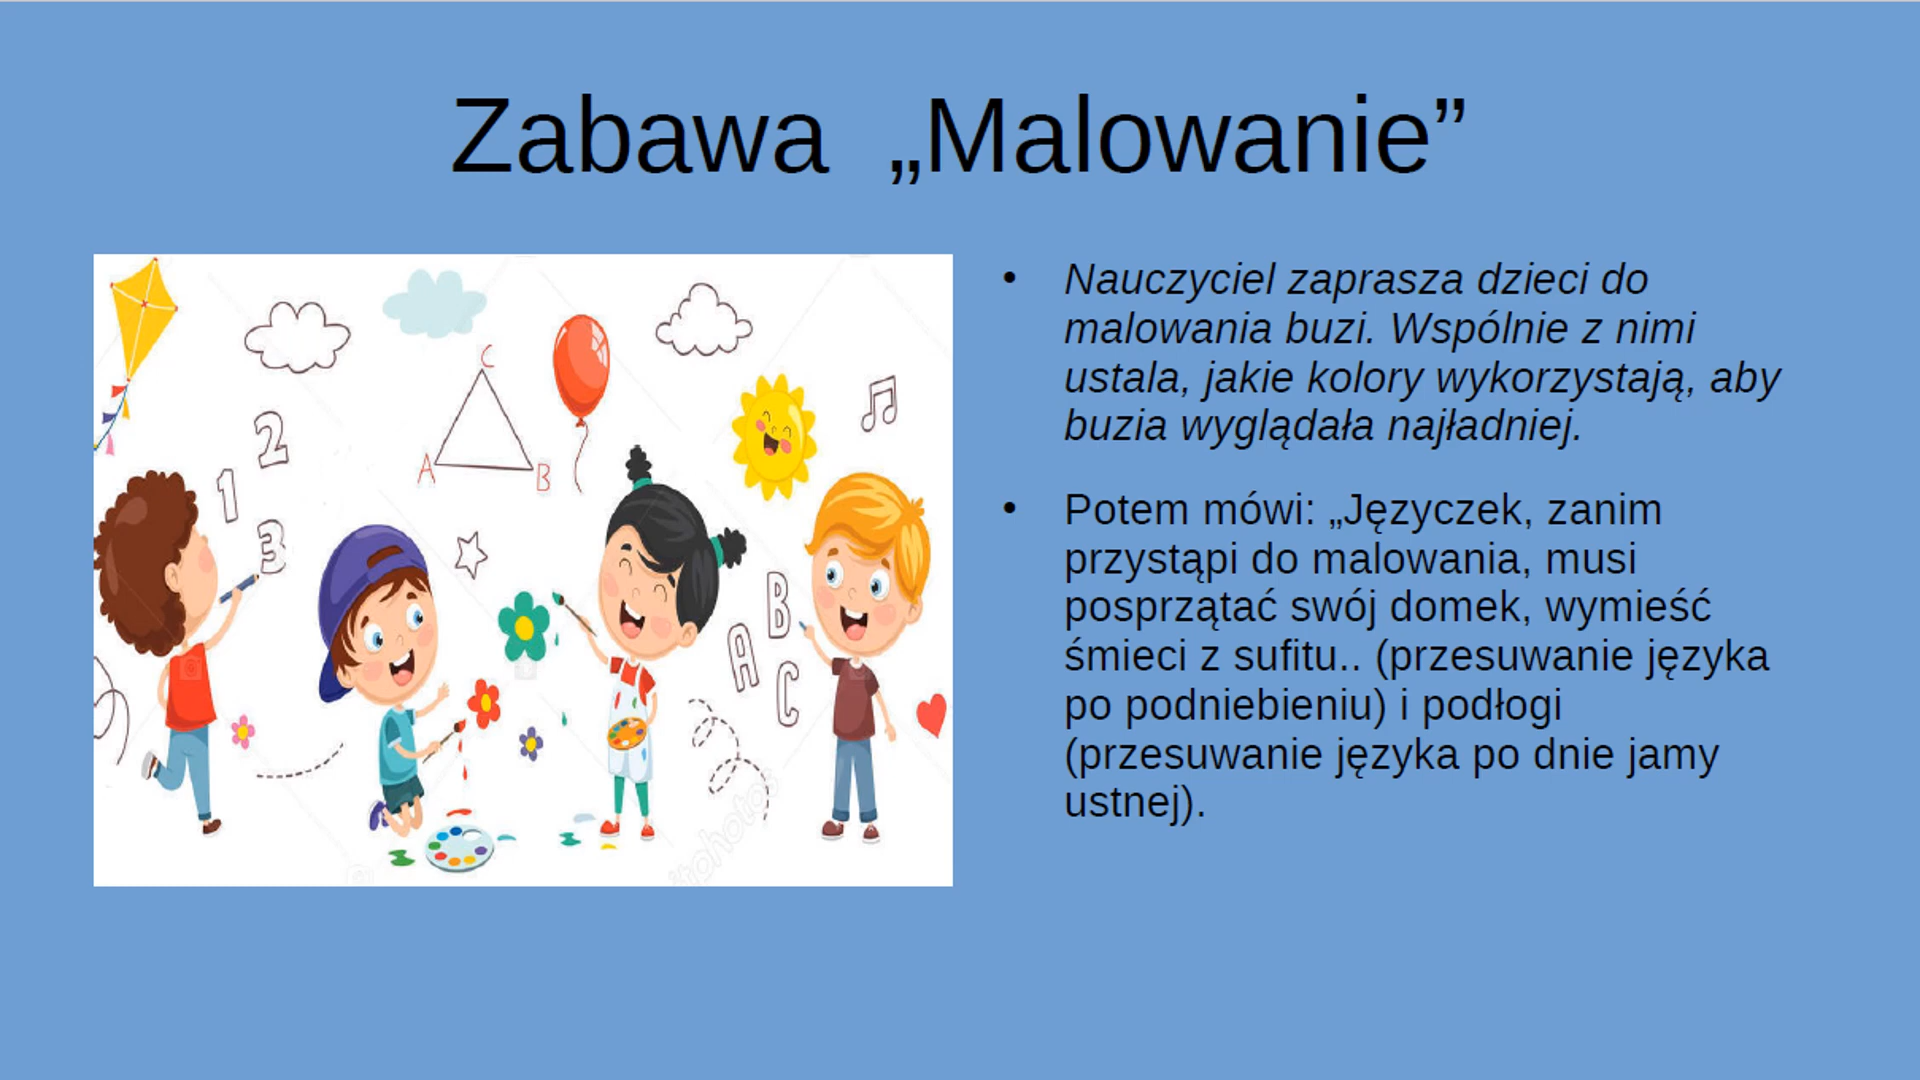 Zabawa „Malowanie”
• Nauczyciel zaprasza dzieci do
malowania buzi. Wspólnie z nimi
ustala, jakie kolory wykorzystają, aby
buzia wyglądała najładniej.
• Potem mówi: „Języczek, zanim
przystąpi do malowania, musi
posprzątać swój domek, wymieść
śmieci z sufitu.. (przesuwanie języka
po podniebieniu) i podłogi
(przesuwanie języka po dnie jamy
ustnej).
C
A B
2
1
3
B
A
C